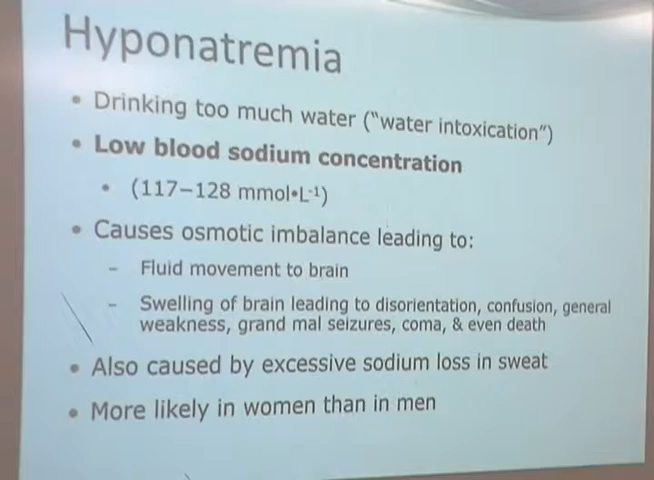 Hyponatremia
• Drinking too much water (“water intoxication”)
• Low blood sodium concentration
• (117–128 mmol•L⁻¹)
• Causes osmotic imbalance leading to:
– Fluid movement to brain
– Swelling of brain leading to disorientation, confusion, general
weakness, grand mal seizures, coma, & even death
• Also caused by excessive sodium loss in sweat
• More likely in women than in men